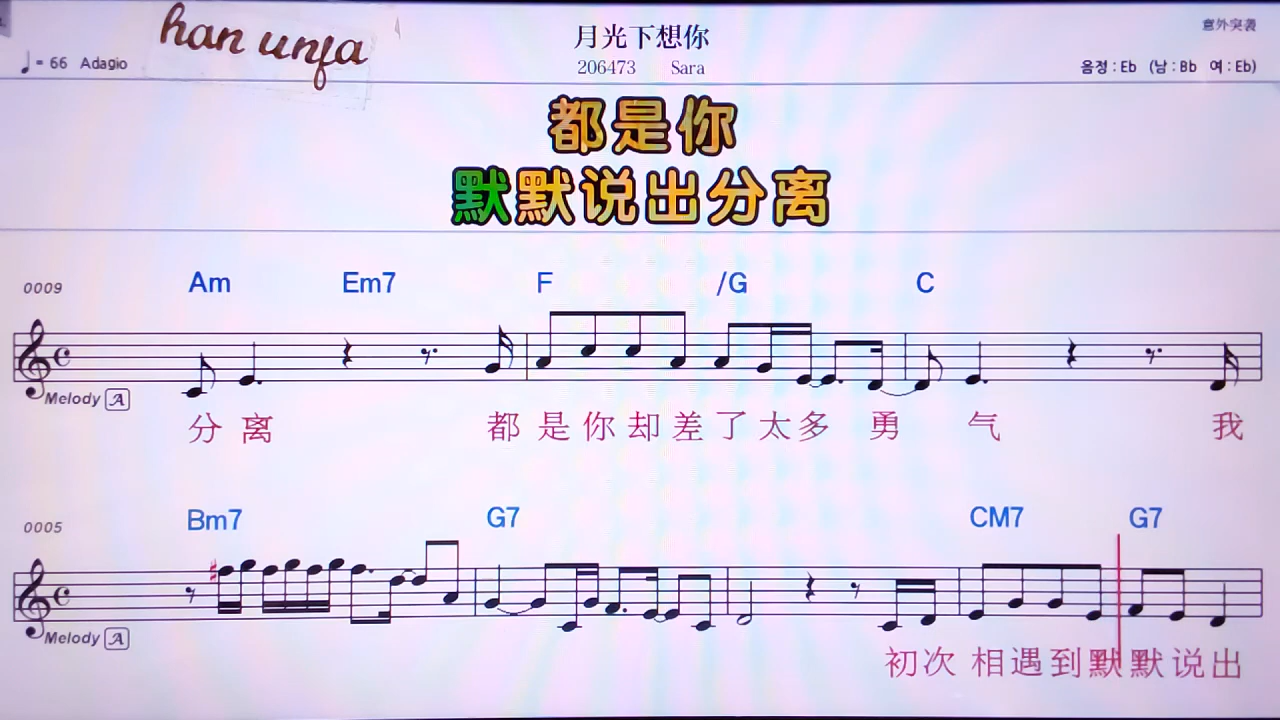 han unfa
月光下想你
意外突袭
♩= 66 Adagio
206473 Sara
음정 : Eb (남 : Bb 여 : Eb)
都是你
默默说出分离
0009 Am Em7 F /G C
Melody A
分离 都是你却差了太多勇气 我
0005 Bm7 G7 CM7 G7
Melody A
初次相遇到默默说出